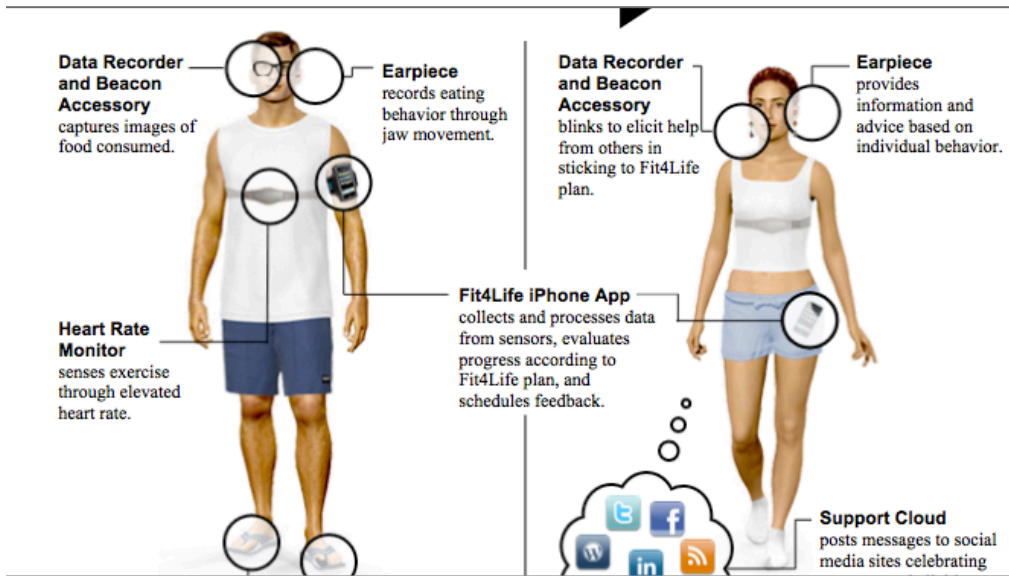 Data Recorder
and Beacon
Accessory
captures images of
food consumed.
Earpiece
records eating
behavior through
jaw movement.
Heart Rate
Monitor
senses exercise
through elevated
heart rate.
Fit4Life iPhone App
collects and processes data
from sensors, evaluates
progress according to
Fit4Life plan, and
schedules feedback.
Data Recorder
and Beacon
Accessory
blinks to elicit help
from others in
sticking to Fit4Life
plan.
Earpiece
provides
information and
advice based on
individual behavior.
Support Cloud
posts messages to social
media sites celebrating
t
f
W
in